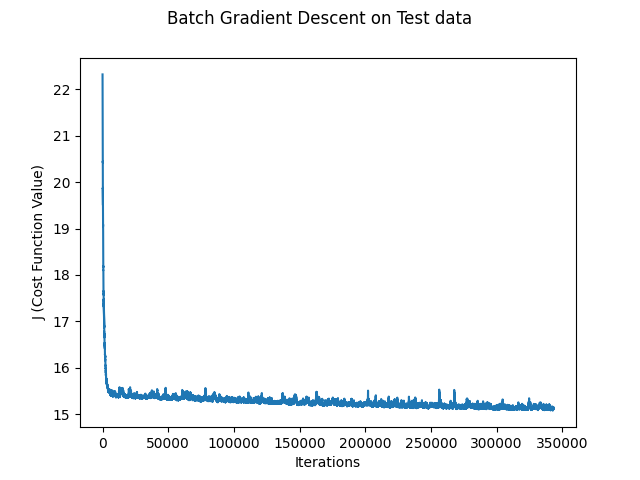 Batch Gradient Descent on Test data
J (Cost Function Value)
22
21
20
19
18
17
16
15
0 50000 100000 150000 200000 250000 300000 350000
Iterations